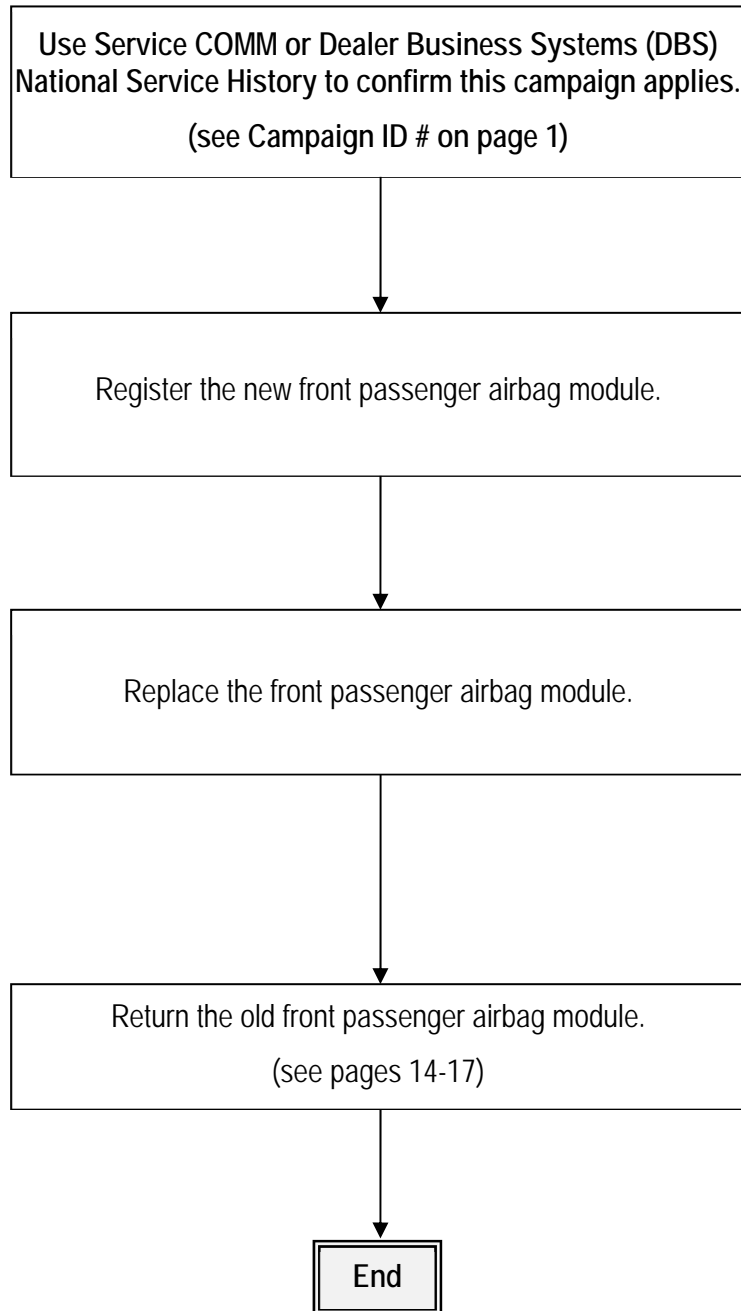 Use Service COMM or Dealer Business Systems (DBS)
National Service History to confirm this campaign applies.
(see Campaign ID # on page 1)
Register the new front passenger airbag module.
Replace the front passenger airbag module.
Return the old front passenger airbag module.
(see pages 14-17)
End